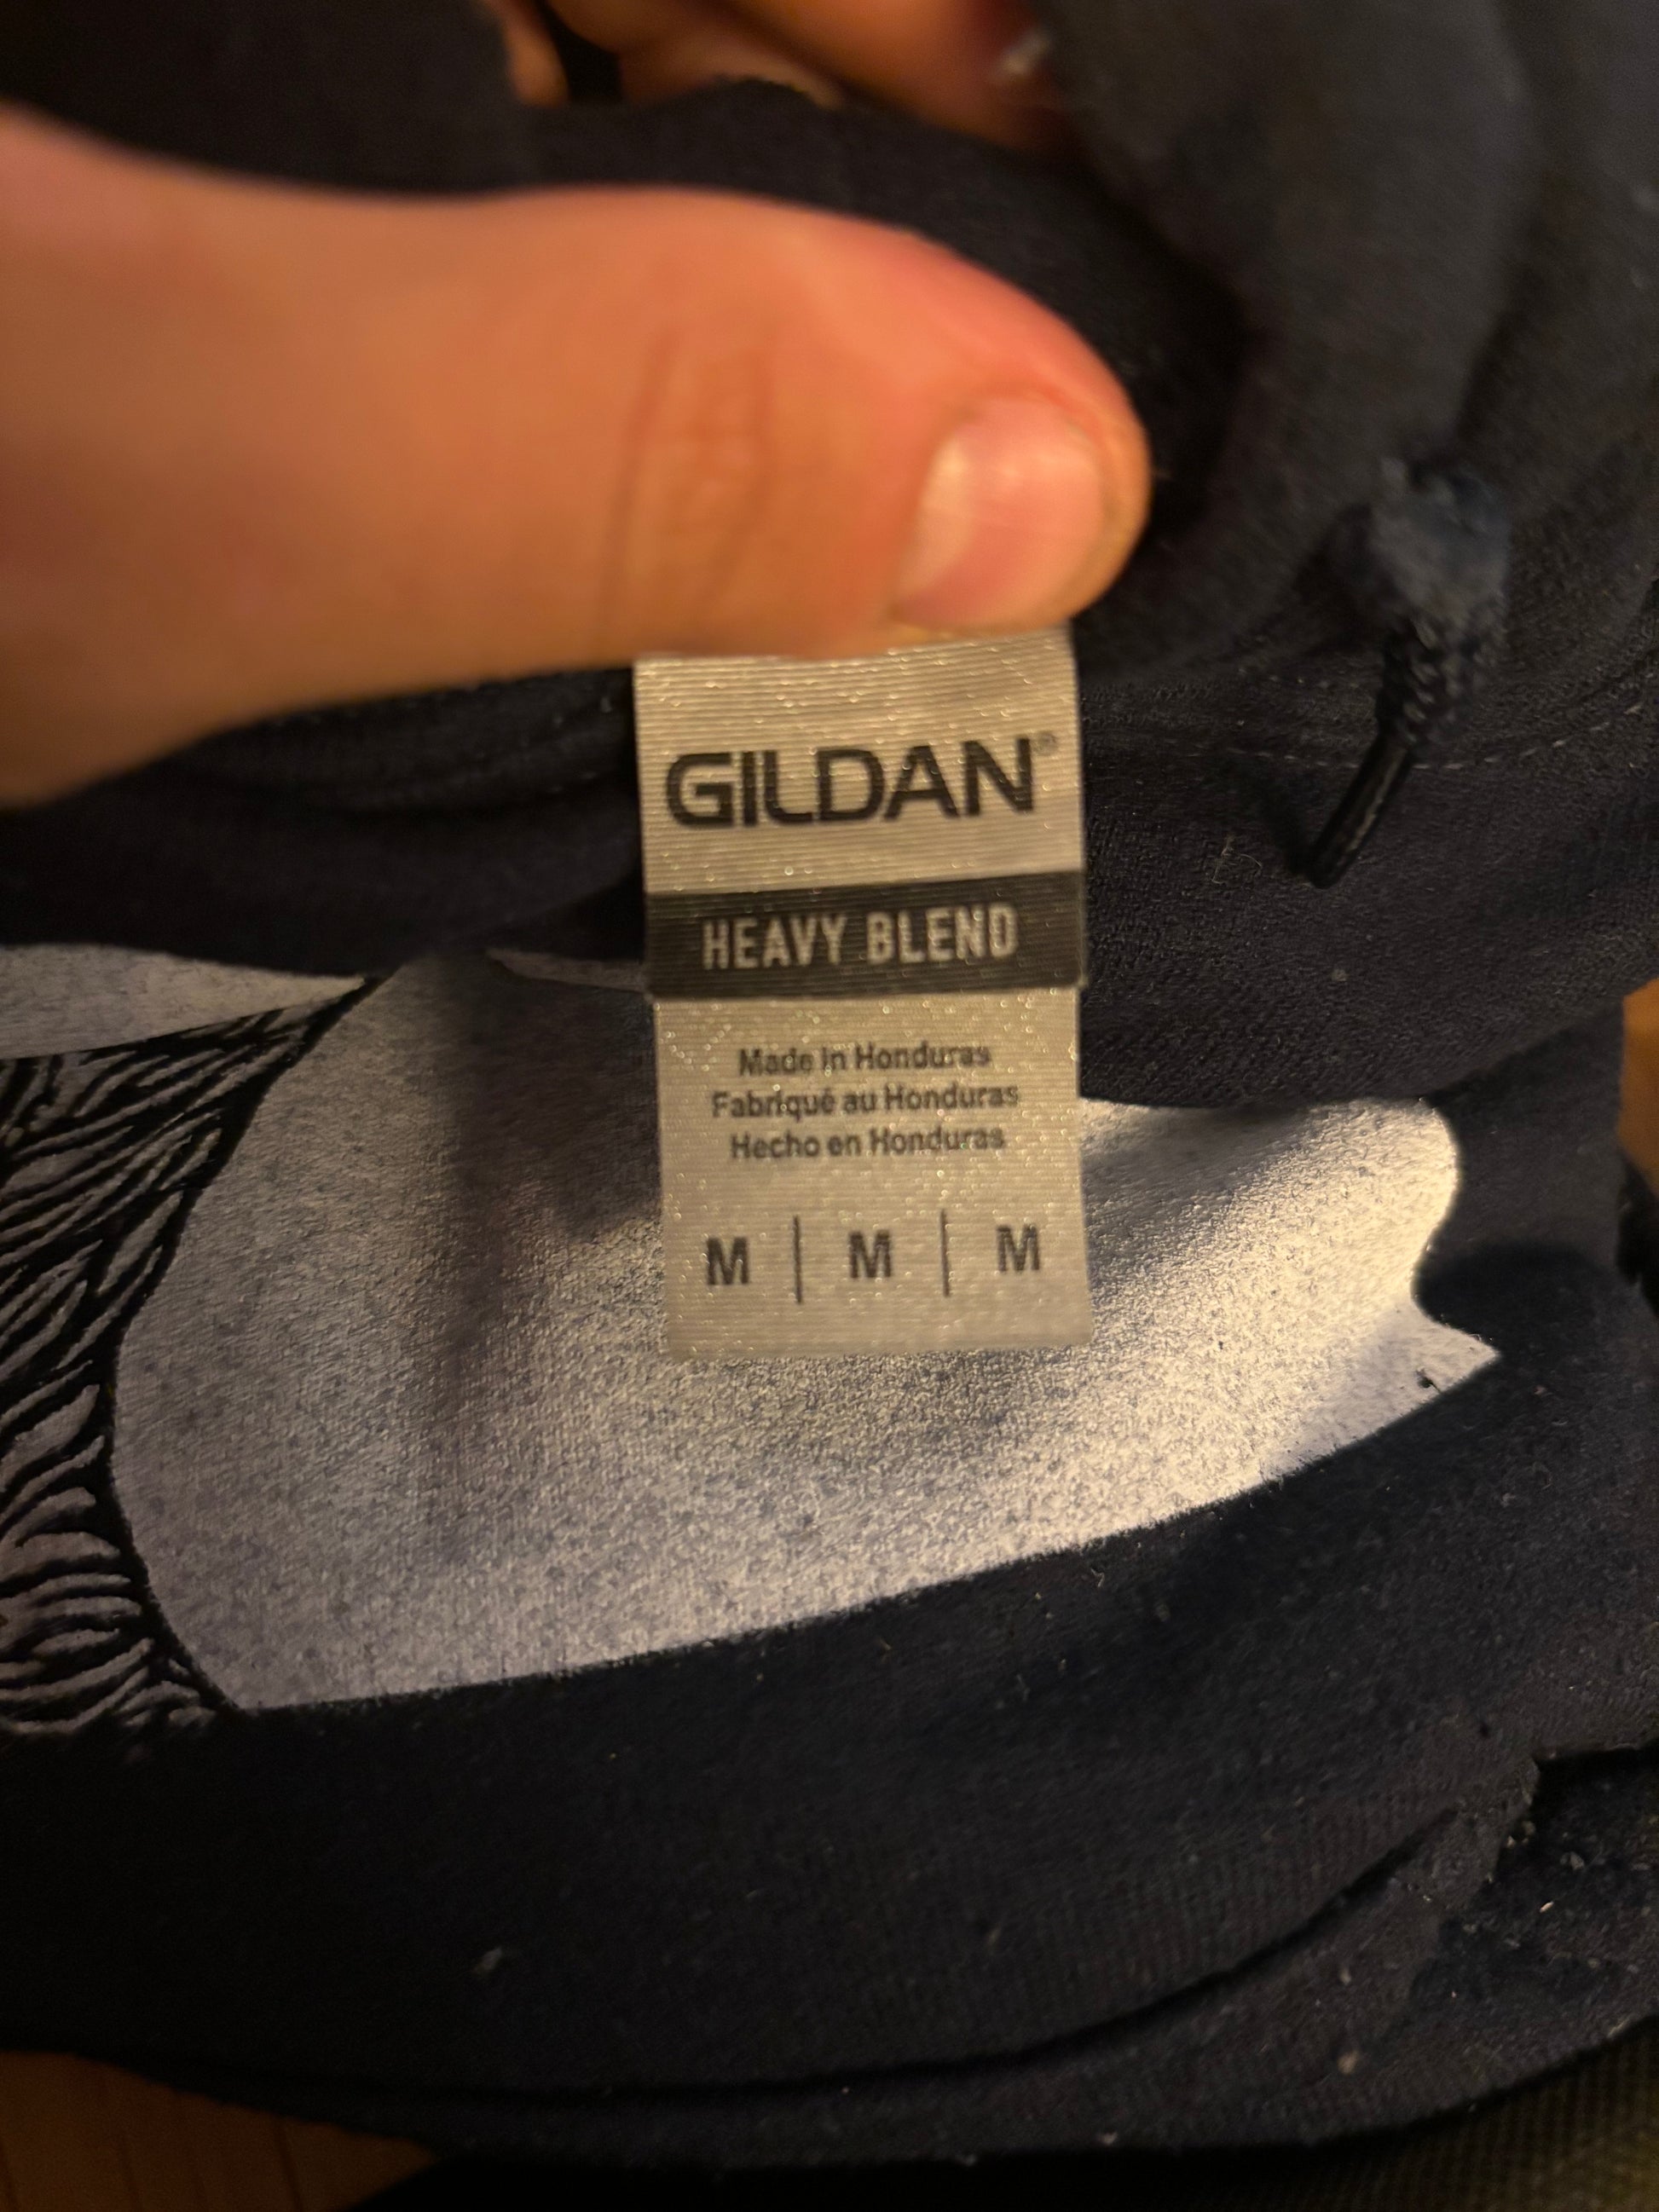 GILDAN®
HEAVY BLEND
Made in Honduras
Fabriqué au Honduras
Hecho en Honduras
M | M | M